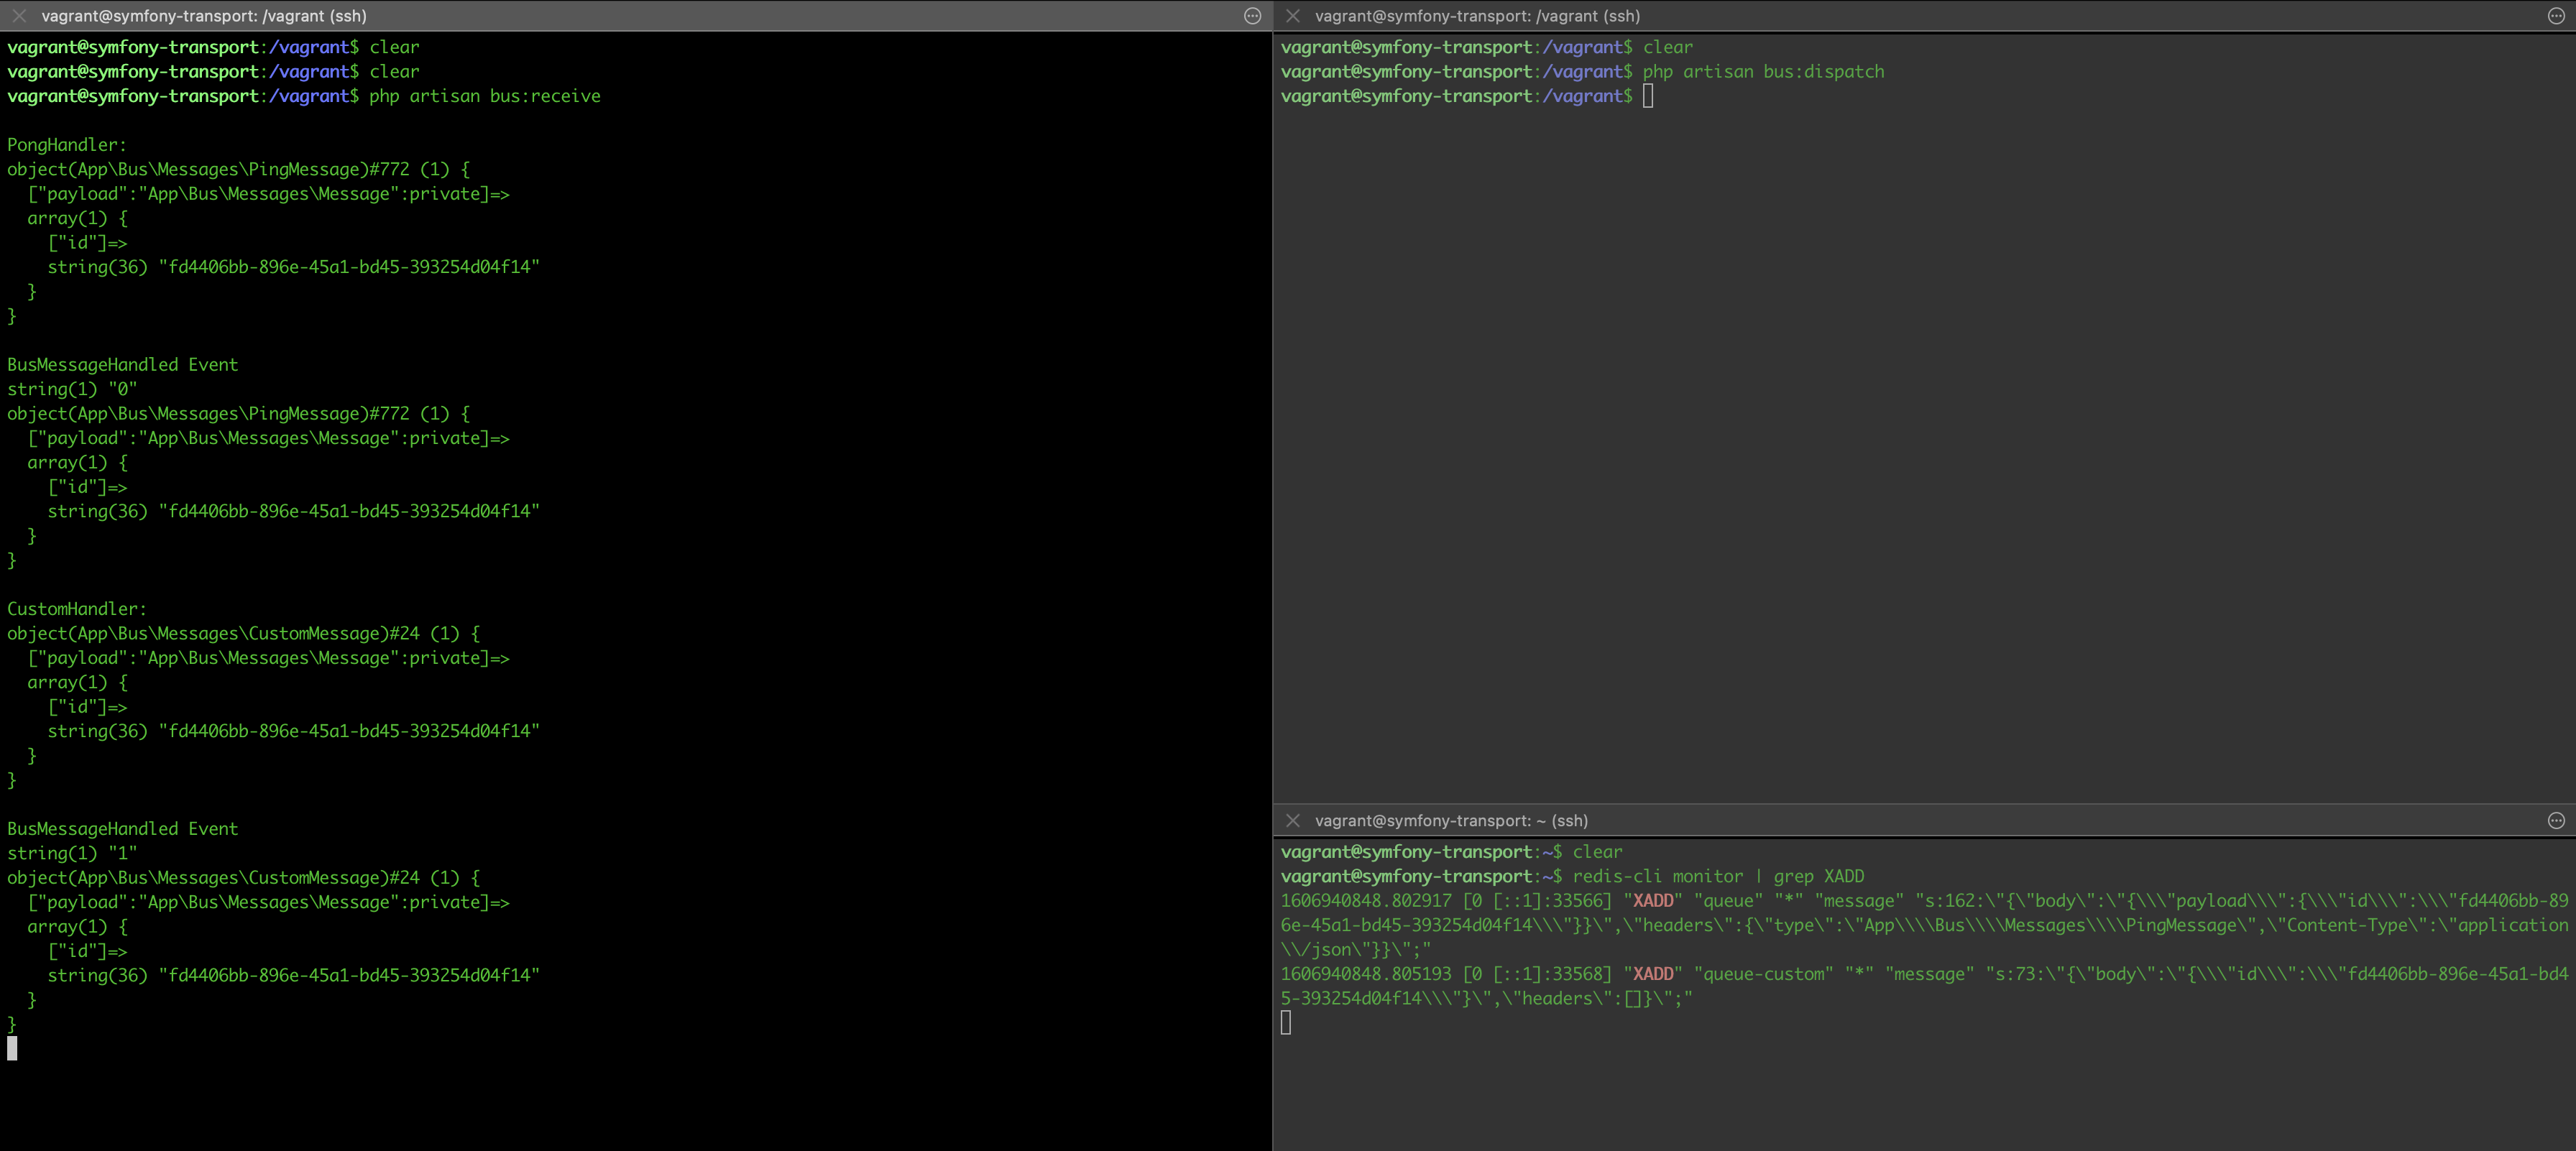 vagrant@symfony-transport: /vagrant (ssh)
vagrant@symfony-transport:/vagrant$ clear
vagrant@symfony-transport:/vagrant$ clear
vagrant@symfony-transport:/vagrant$ php artisan bus:receive
PongHandler:
object(App\Bus\Messages\PingMessage)#772 (1) {
  ["payload":"App\Bus\Messages\Message":private]=>
  array(1) {
    ["id"]=>
    string(36) "fd4406bb-896e-45a1-bd45-393254d04f14"
  }
}
BusMessageHandled Event
string(1) "0"
object(App\Bus\Messages\PingMessage)#772 (1) {
  ["payload":"App\Bus\Messages\Message":private]=>
  array(1) {
    ["id"]=>
    string(36) "fd4406bb-896e-45a1-bd45-393254d04f14"
  }
}
CustomHandler:
object(App\Bus\Messages\CustomMessage)#24 (1) {
  ["payload":"App\Bus\Messages\Message":private]=>
  array(1) {
    ["id"]=>
    string(36) "fd4406bb-896e-45a1-bd45-393254d04f14"
  }
}
BusMessageHandled Event
string(1) "1"
object(App\Bus\Messages\CustomMessage)#24 (1) {
  ["payload":"App\Bus\Messages\Message":private]=>
  array(1) {
    ["id"]=>
    string(36) "fd4406bb-896e-45a1-bd45-393254d04f14"
  }
}
vagrant@symfony-transport: /vagrant (ssh)
vagrant@symfony-transport:/vagrant$ clear
vagrant@symfony-transport:/vagrant$ php artisan bus:dispatch
vagrant@symfony-transport:/vagrant$
vagrant@symfony-transport: ~ (ssh)
vagrant@symfony-transport:~$ clear
vagrant@symfony-transport:~$ redis-cli monitor | grep XADD
1606940848.802917 [0 [::1]:33566] "XADD" "queue" "*" "message" "s:162:\"{\"body\":\"{\\\"payload\\\":{\\\"id\\\":\\\"fd4406bb-89
6e-45a1-bd45-393254d04f14\\\"}}\",\"headers\":{\"type\":\"App\\\\Bus\\\\Messages\\\\PingMessage\",\"Content-Type\":\"application
\\/json\"}}\";"
1606940848.805193 [0 [::1]:33568] "XADD" "queue-custom" "*" "message" "s:73:\"{\"body\":\"{\\\"id\\\":\\\"fd4406bb-896e-45a1-bd4
5-393254d04f14\\\"}\",\"headers\":[]}\";"